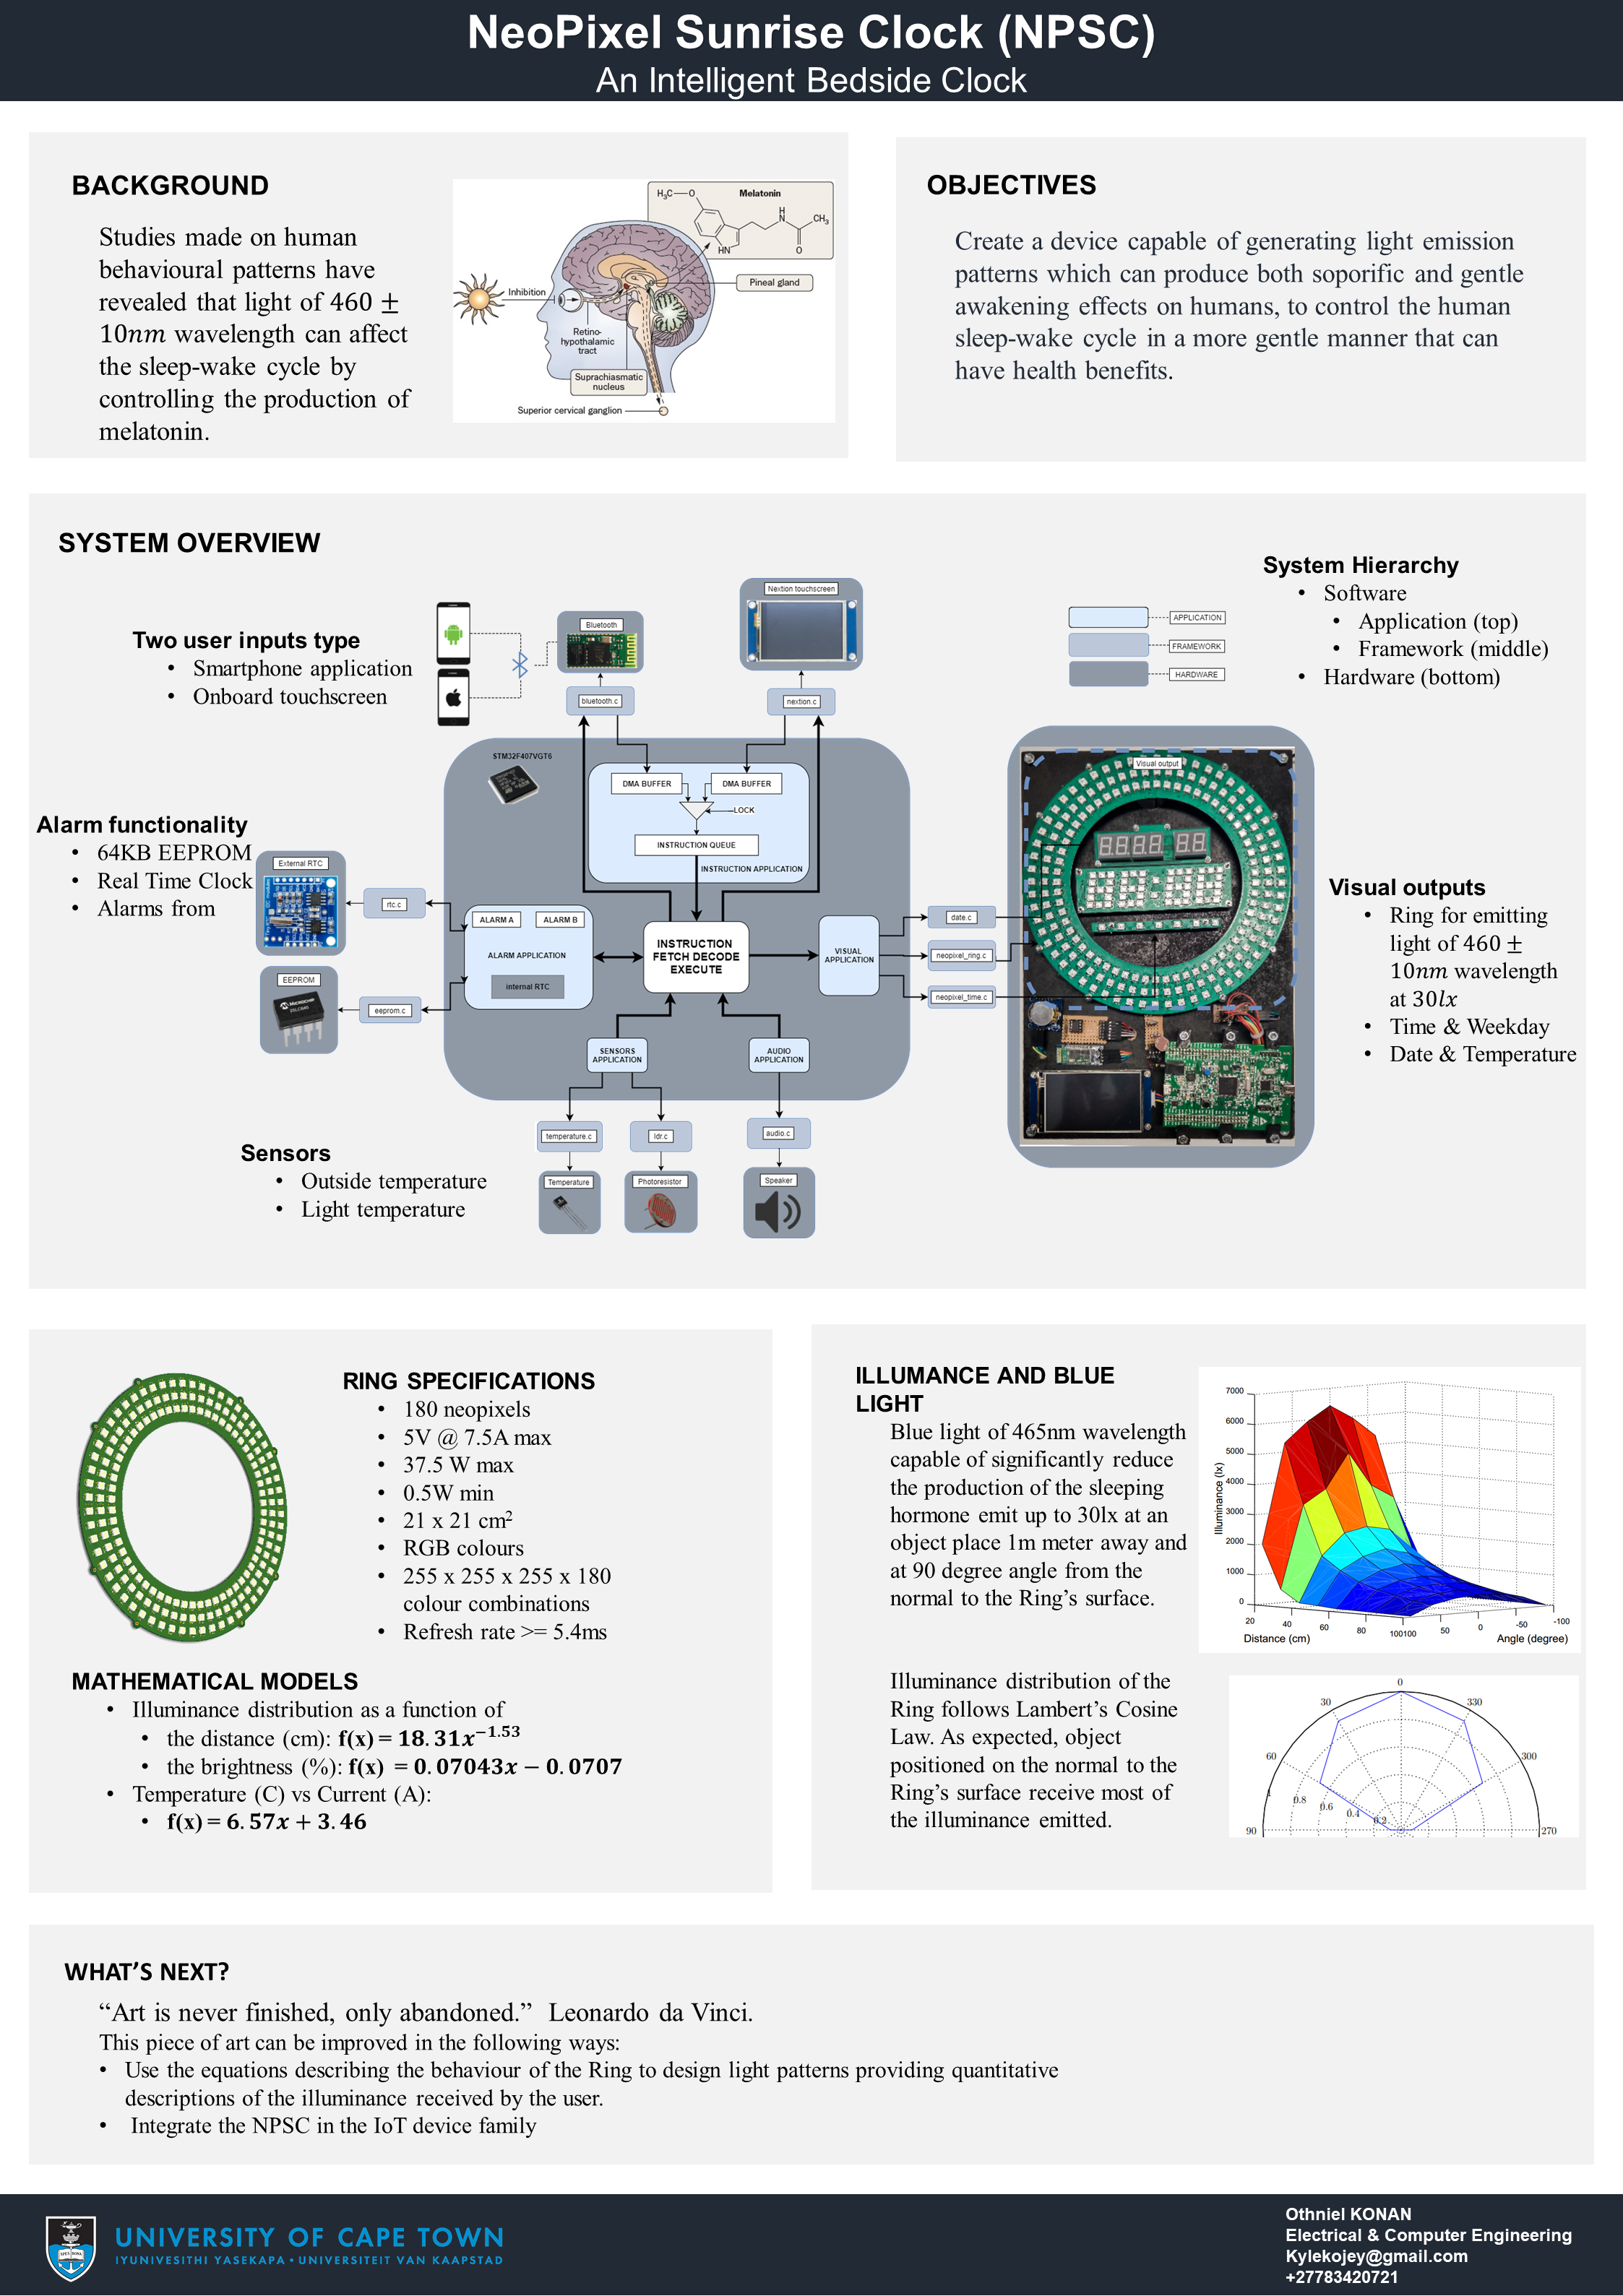 NeoPixel Sunrise Clock (NPSC)
An Intelligent Bedside Clock
BACKGROUND
Studies made on human
behavioural patterns have
revealed that light of 460 ±
10nm wavelength can affect
the sleep-wake cycle by
controlling the production of
melatonin.
H₃C—O
Melatonin
H
N
CH₃
HN
O
Pineal gland
Inhibition
Retino-
hypothalamic
tract
Suprachiasmatic
nucleus
Superior cervical ganglion
OBJECTIVES
Create a device capable of generating light emission
patterns which can produce both soporific and gentle
awakening effects on humans, to control the human
sleep-wake cycle in a more gentle manner that can
have health benefits.
SYSTEM OVERVIEW
Two user inputs type
• Smartphone application
• Onboard touchscreen
Bluetooth
bluetooth.c
Nextion touchscreen
nextion.c
APPLICATION
FRAMEWORK
HARDWARE
System Hierarchy
• Software
• Application (top)
• Framework (middle)
• Hardware (bottom)
STM32F407VGT6
DMA BUFFER
DMA BUFFER
LOCK
INSTRUCTION QUEUE
INSTRUCTION APPLICATION
Alarm functionality
• 64KB EEPROM
• Real Time Clock
• Alarms from
External RTC
rtc.c
EEPROM
MICROCHIP
eeprom.c
ALARM A
ALARM B
ALARM APPLICATION
internal RTC
INSTRUCTION
FETCH DECODE
EXECUTE
VISUAL
APPLICATION
date.c
neopixel_ring.c
neopixel_time.c
Visual output
Visual outputs
• Ring for emitting
light of 460 ±
10nm wavelength
at 30lx
• Time & Weekday
• Date & Temperature
SENSORS
APPLICATION
AUDIO
APPLICATION
temperature.c
ldr.c
audio.c
Temperature
Photoresistor
Speaker
Sensors
• Outside temperature
• Light temperature
RING SPECIFICATIONS
• 180 neopixels
• 5V @ 7.5A max
• 37.5 W max
• 0.5W min
• 21 x 21 cm²
• RGB colours
• 255 x 255 x 255 x 180
colour combinations
• Refresh rate >= 5.4ms
MATHEMATICAL MODELS
• Illuminance distribution as a function of
• the distance (cm): f(x) = 18.31x⁻¹·⁵³
• the brightness (%): f(x) = 0.07043x − 0.0707
• Temperature (C) vs Current (A):
• f(x) = 6.57x + 3.46
ILLUMANCE AND BLUE
LIGHT
Blue light of 465nm wavelength
capable of significantly reduce
the production of the sleeping
hormone emit up to 30lx at an
object place 1m meter away and
at 90 degree angle from the
normal to the Ring’s surface.
7000
6000
5000
4000
3000
2000
1000
0
Illuminance (lx)
20
40
60
80
100100
50
0
-50
-100
Distance (cm)
Angle (degree)
Illuminance distribution of the
Ring follows Lambert’s Cosine
Law. As expected, object
positioned on the normal to the
Ring’s surface receive most of
the illuminance emitted.
0
30
330
60
300
1
0.8
0.6
0.4
0.2
90
270
WHAT’S NEXT?
“Art is never finished, only abandoned.” Leonardo da Vinci.
This piece of art can be improved in the following ways:
• Use the equations describing the behaviour of the Ring to design light patterns providing quantitative
descriptions of the illuminance received by the user.
• Integrate the NPSC in the IoT device family
UNIVERSITY OF CAPE TOWN
IYUNIVESITHI YASEKAPA • UNIVERSITEIT VAN KAAPSTAD
Othniel KONAN
Electrical & Computer Engineering
Kylekojey@gmail.com
+27783420721